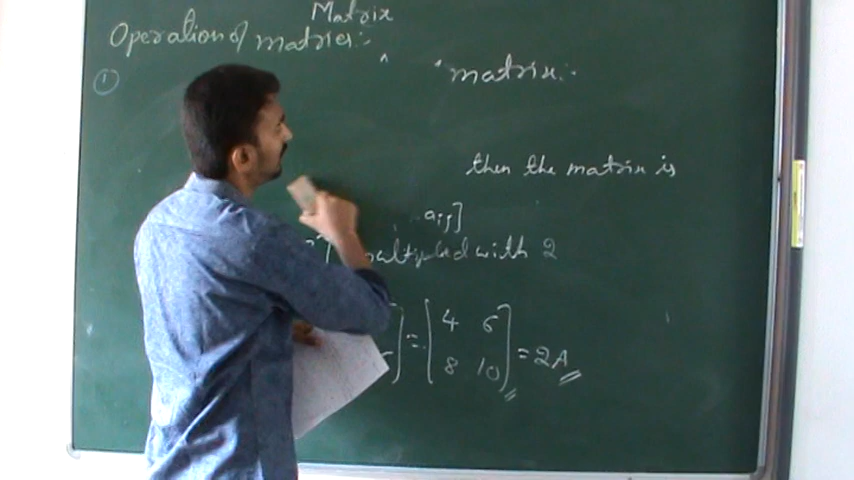 Matrix
Operation of matrices:-
①
matrix:-
then the matrix is
aij]
multiplied with 2
] = [ 4 6
8 10 ] = 2A